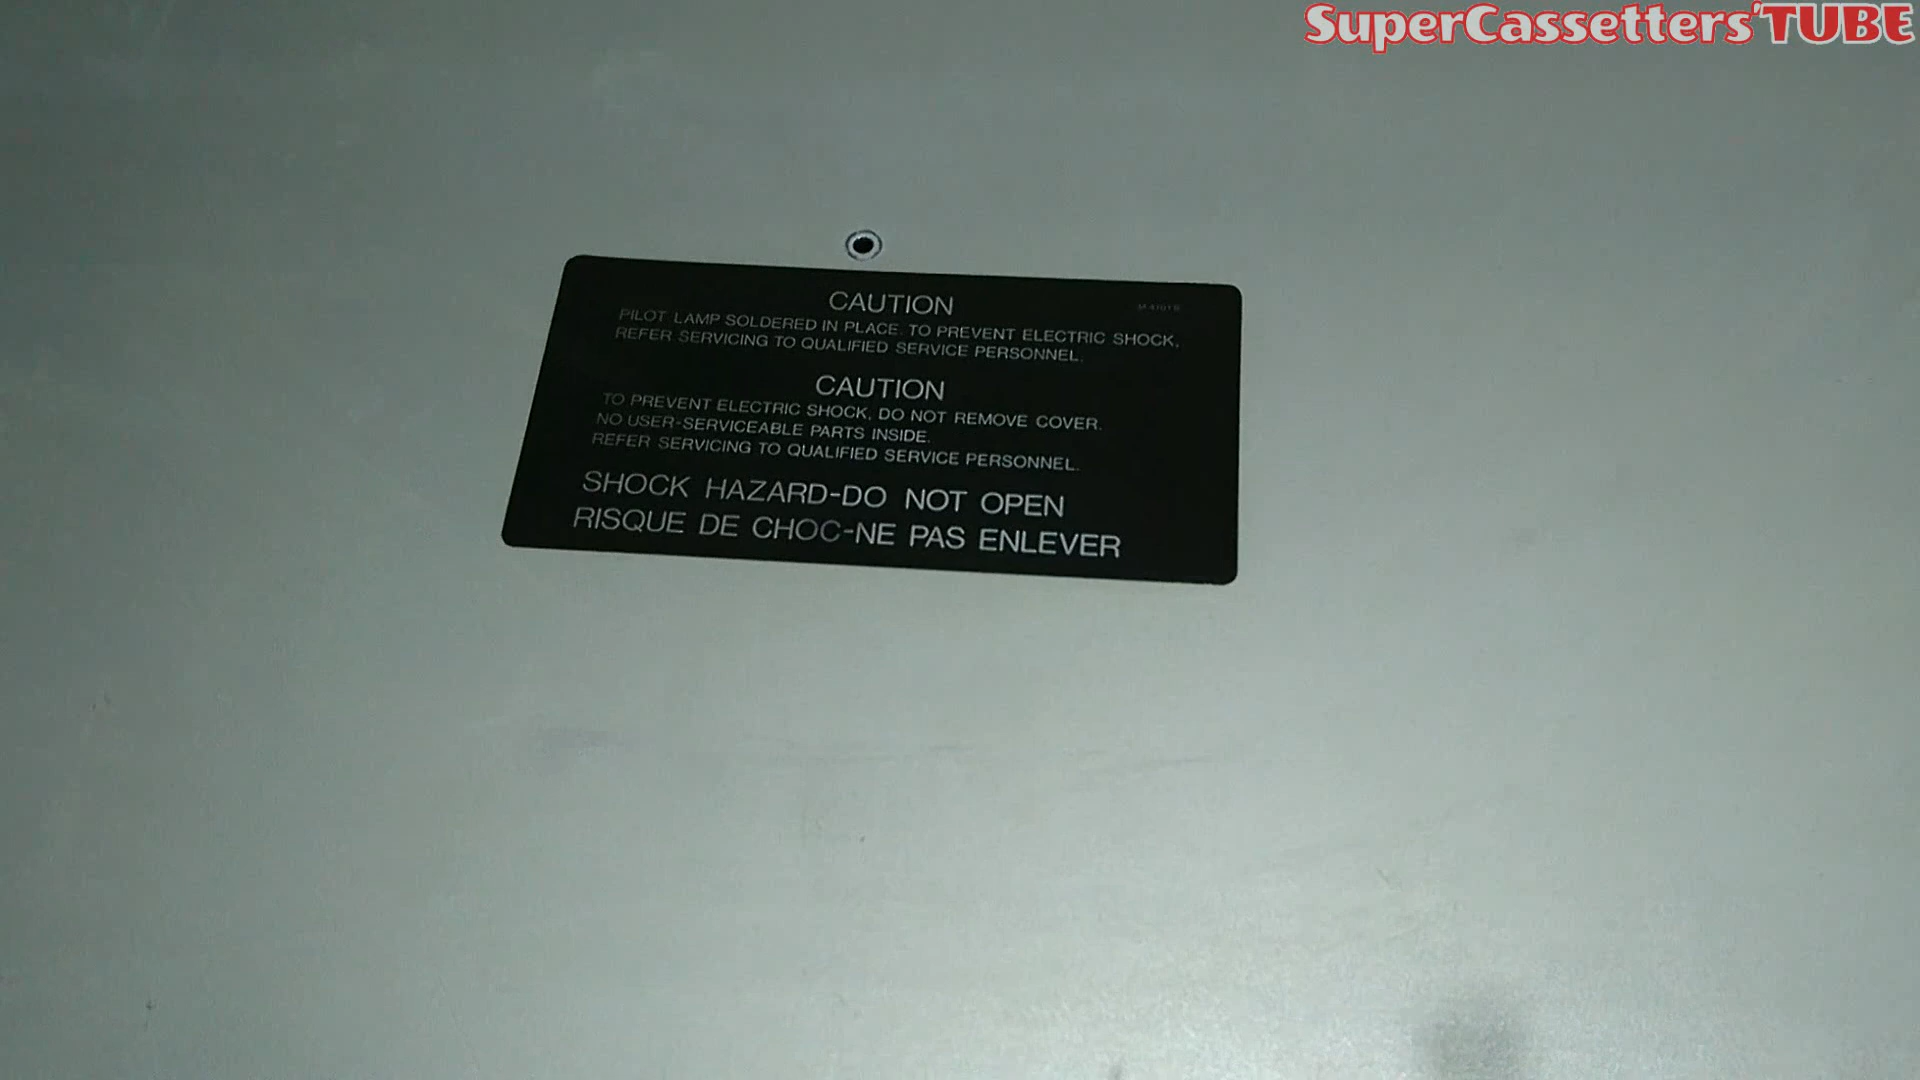 SuperCassetters'TUBE
CAUTION
PILOT LAMP SOLDERED IN PLACE. TO PREVENT ELECTRIC SHOCK,
REFER SERVICING TO QUALIFIED SERVICE PERSONNEL.
CAUTION
TO PREVENT ELECTRIC SHOCK, DO NOT REMOVE COVER.
NO USER-SERVICEABLE PARTS INSIDE.
REFER SERVICING TO QUALIFIED SERVICE PERSONNEL.
SHOCK HAZARD-DO NOT OPEN
RISQUE DE CHOC-NE PAS ENLEVER